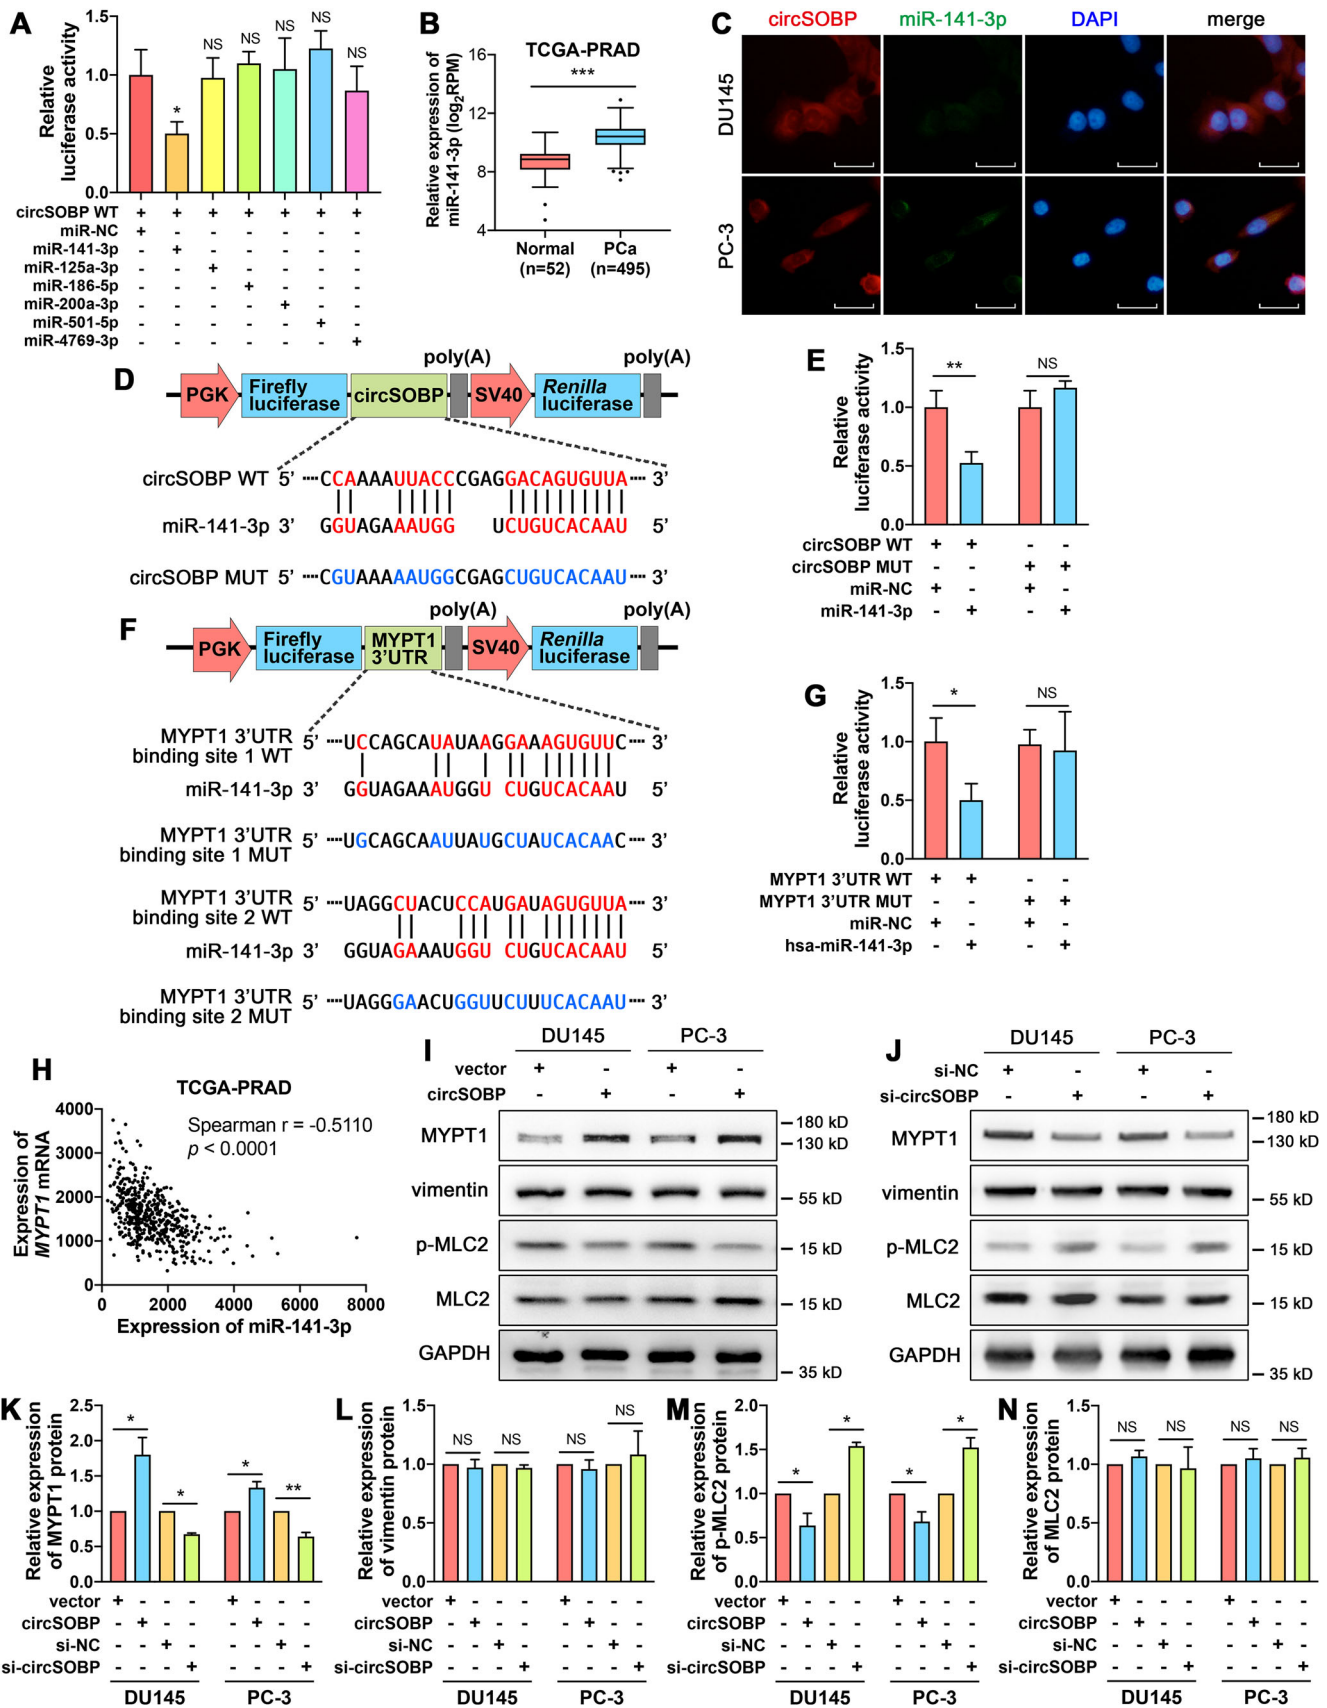 A
Relative
luciferase activity
1.5
1.0
0.5
0.0
*
NS
NS
NS
NS
NS
circSOBP WT + + + + + + +
miR-NC + - - - - - -
miR-141-3p - + - - - - -
miR-125a-3p - - + - - - -
miR-186-5p - - - + - - -
miR-200a-3p - - - - + - -
miR-501-5p - - - - - + -
miR-4769-3p - - - - - - +
B
TCGA-PRAD
Relative expression of
miR-141-3p (log2RPM)
16
12
8
4
***
Normal PCa
(n=52) (n=495)
C
circSOBP miR-141-3p DAPI merge
DU145
PC-3
D
poly(A) poly(A)
PGK Firefly luciferase circSOBP SV40 Renilla luciferase
circSOBP WT 5' ····CCAAAAUUACCCGAGGACAGUGUUA···· 3'
miR-141-3p 3' GGUAGAAAUGG UCUGUCACAAU 5'
circSOBP MUT 5' ····CGUAAAAAUGGCGAGCUGUCACAAU···· 3'
E
Relative
luciferase activity
1.5
1.0
0.5
0.0
** NS
circSOBP WT + + - -
circSOBP MUT - - + +
miR-NC + - + -
miR-141-3p - + - +
F
poly(A) poly(A)
PGK Firefly luciferase MYPT1 3'UTR SV40 Renilla luciferase
MYPT1 3'UTR
binding site 1 WT
5' ····UCCAGCAUAUAAGGAAAGUGUUC···· 3'
miR-141-3p 3' GGUAGAAAUGGU CUGUCACAAU 5'
MYPT1 3'UTR
binding site 1 MUT
5' ····UGCAGCAAUUAUGCUAUCACAAC···· 3'
MYPT1 3'UTR
binding site 2 WT
5' ····UAGGCUACUCCAUGAUAGUGUUA···· 3'
miR-141-3p 3' GGUAGAAAUGGU CUGUCACAAU 5'
MYPT1 3'UTR
binding site 2 MUT
5' ····UAGGGAACUGGUUCUUUCACAAU···· 3'
G
Relative
luciferase activity
1.5
1.0
0.5
0.0
* NS
MYPT1 3'UTR WT + + - -
MYPT1 3'UTR MUT - - + +
miR-NC + - + -
hsa-miR-141-3p - + - +
H
TCGA-PRAD
Spearman r = -0.5110
p < 0.0001
Expression of
MYPT1 mRNA
4000
3000
2000
1000
0
0 2000 4000 6000 8000
Expression of miR-141-3p
I
DU145 PC-3
vector + - + -
circSOBP - + - +
MYPT1 180 kD
130 kD
vimentin 55 kD
p-MLC2 15 kD
MLC2 15 kD
GAPDH 35 kD
J
DU145 PC-3
si-NC + - + -
si-circSOBP - + - +
MYPT1 180 kD
130 kD
vimentin 55 kD
p-MLC2 15 kD
MLC2 15 kD
GAPDH 35 kD
K
Relative expression
of MYPT1 protein
2.5
2.0
1.5
1.0
0.5
0.0
* * * **
vector + - - - + - - -
circSOBP - + - - - + - -
si-NC - - + - - - + -
si-circSOBP - - - + - - - +
DU145 PC-3
L
Relative expression
of vimentin protein
1.5
1.0
0.5
0.0
NS NS NS NS
vector + - - - + - - -
circSOBP - + - - - + - -
si-NC - - + - - - + -
si-circSOBP - - - + - - - +
DU145 PC-3
M
Relative expression
of p-MLC2 protein
2.0
1.5
1.0
0.5
0.0
* * * *
vector + - - - + - - -
circSOBP - + - - - + - -
si-NC - - + - - - + -
si-circSOBP - - - + - - - +
DU145 PC-3
N
Relative expression
of MLC2 protein
1.5
1.0
0.5
0.0
NS NS NS NS
vector + - - - + - - -
circSOBP - + - - - + - -
si-NC - - + - - - + -
si-circSOBP - - - + - - - +
DU145 PC-3